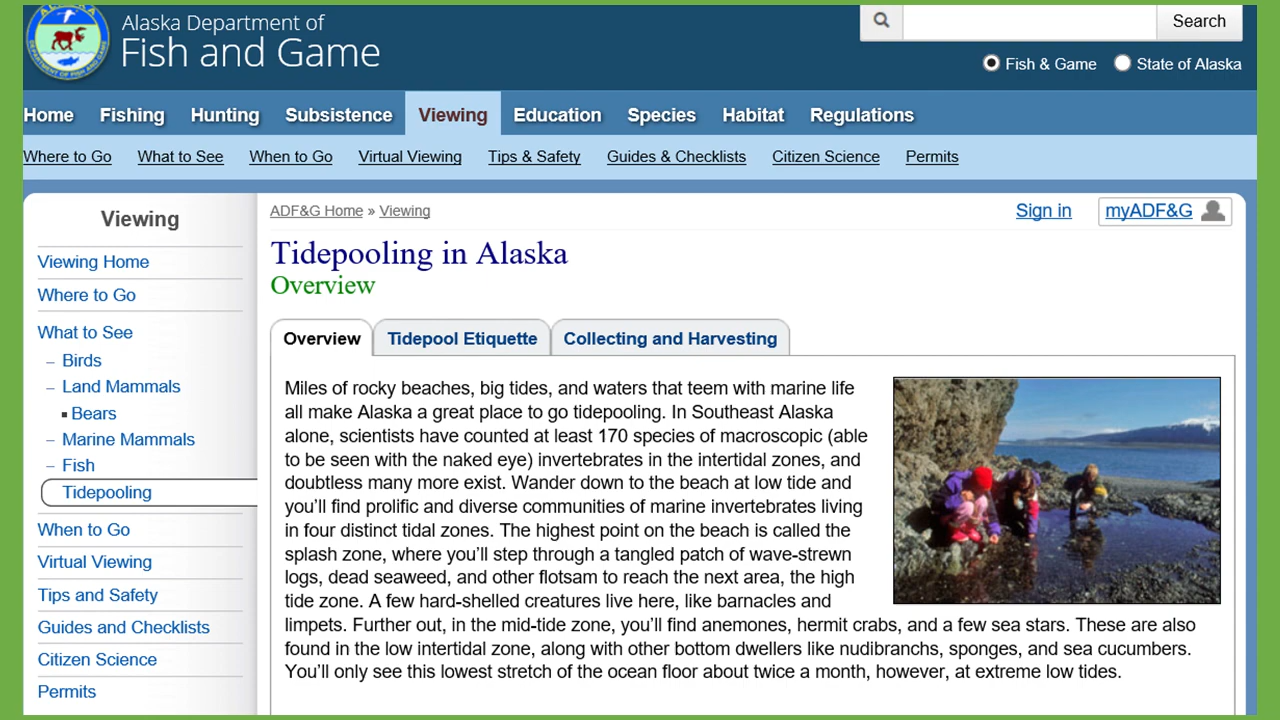 Alaska Department of
Fish and Game
Search
Fish & Game State of Alaska
Home Fishing Hunting Subsistence Viewing Education Species Habitat Regulations
Where to Go What to See When to Go Virtual Viewing Tips & Safety Guides & Checklists Citizen Science Permits
Viewing
Viewing Home
Where to Go
What to See
– Birds
– Land Mammals
▪ Bears
– Marine Mammals
– Fish
Tidepooling
When to Go
Virtual Viewing
Tips and Safety
Guides and Checklists
Citizen Science
Permits
ADF&G Home » Viewing
Sign in myADF&G
Tidepooling in Alaska
Overview
Overview Tidepool Etiquette Collecting and Harvesting
Miles of rocky beaches, big tides, and waters that teem with marine life
all make Alaska a great place to go tidepooling. In Southeast Alaska
alone, scientists have counted at least 170 species of macroscopic (able
to be seen with the naked eye) invertebrates in the intertidal zones, and
doubtless many more exist. Wander down to the beach at low tide and
you’ll find prolific and diverse communities of marine invertebrates living
in four distinct tidal zones. The highest point on the beach is called the
splash zone, where you’ll step through a tangled patch of wave-strewn
logs, dead seaweed, and other flotsam to reach the next area, the high
tide zone. A few hard-shelled creatures live here, like barnacles and
limpets. Further out, in the mid-tide zone, you’ll find anemones, hermit crabs, and a few sea stars. These are also
found in the low intertidal zone, along with other bottom dwellers like nudibranchs, sponges, and sea cucumbers.
You’ll only see this lowest stretch of the ocean floor about twice a month, however, at extreme low tides.